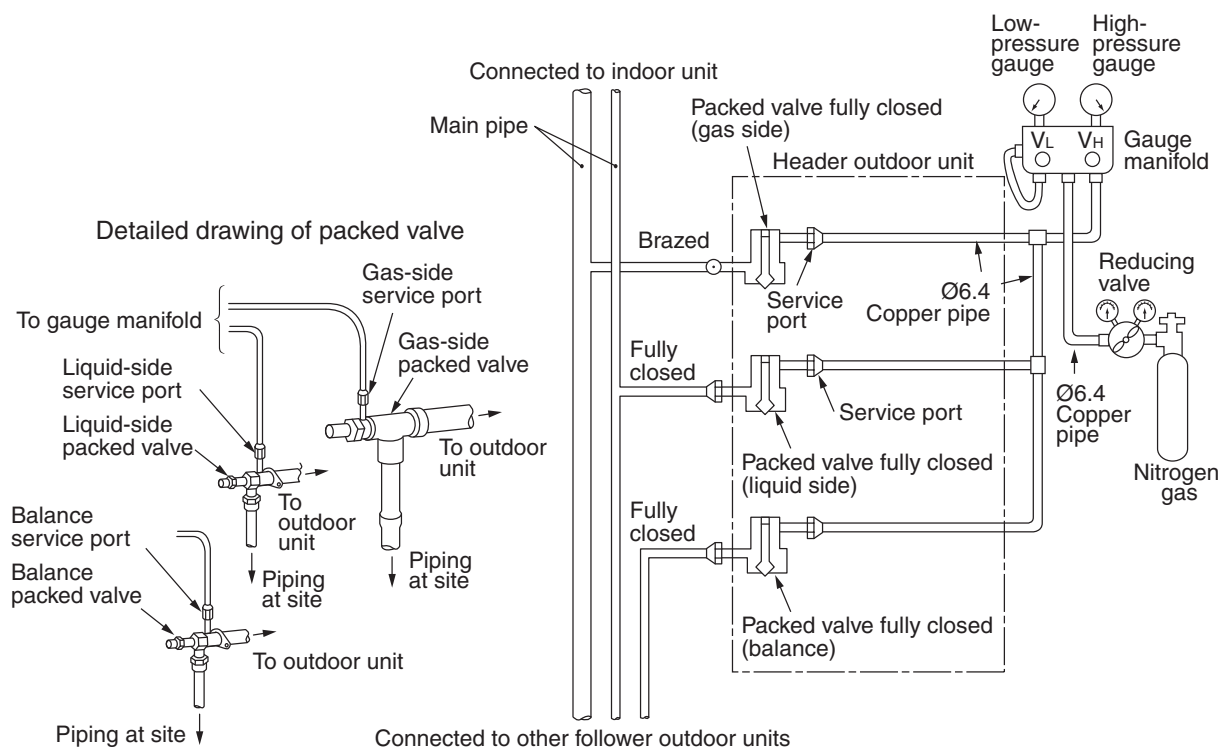 Low-
pressure
gauge
High-
pressure
gauge
Connected to indoor unit
Main pipe
Packed valve fully closed
(gas side)
VL
VH
Gauge
manifold
Header outdoor unit
Detailed drawing of packed valve
Brazed
Gas-side
service port
Service
port
Ø6.4
Copper pipe
Reducing
valve
To gauge manifold
Gas-side
packed valve
Liquid-side
service port
Fully
closed
Service port
Ø6.4
Copper
pipe
Liquid-side
packed valve
To outdoor
unit
Packed valve fully closed
(liquid side)
Nitrogen
gas
To
outdoor
unit
Balance
service port
Fully
closed
Piping
at site
Piping
at site
Balance
packed valve
Packed valve fully closed
(balance)
To outdoor unit
Piping at site
Connected to other follower outdoor units